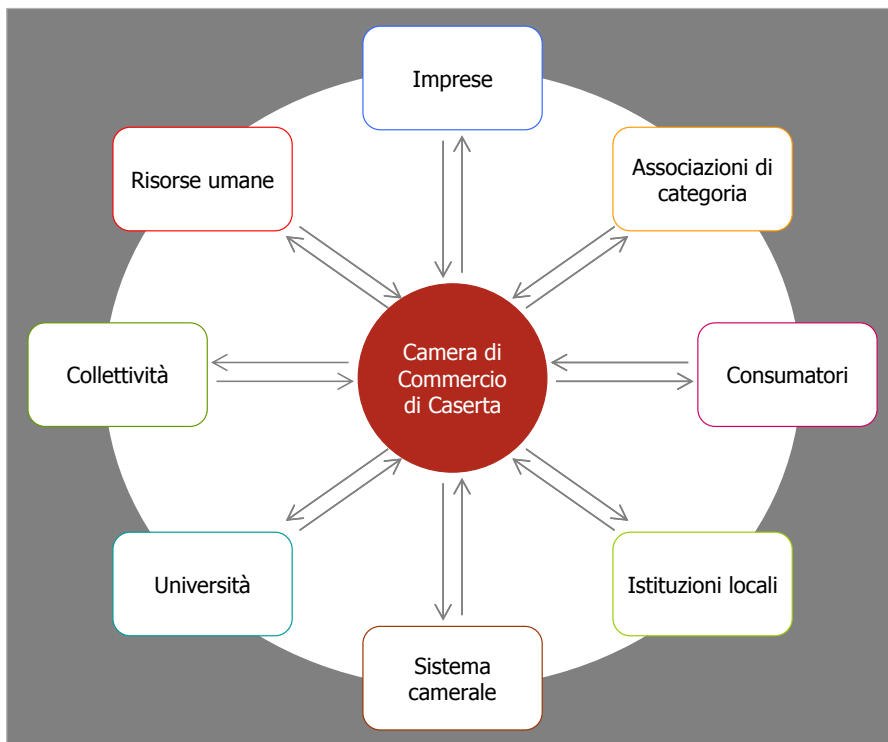 Imprese
Risorse umane
Associazioni di
categoria
Collettività
Camera di
Commercio
di Caserta
Consumatori
Università
Istituzioni locali
Sistema
camerale